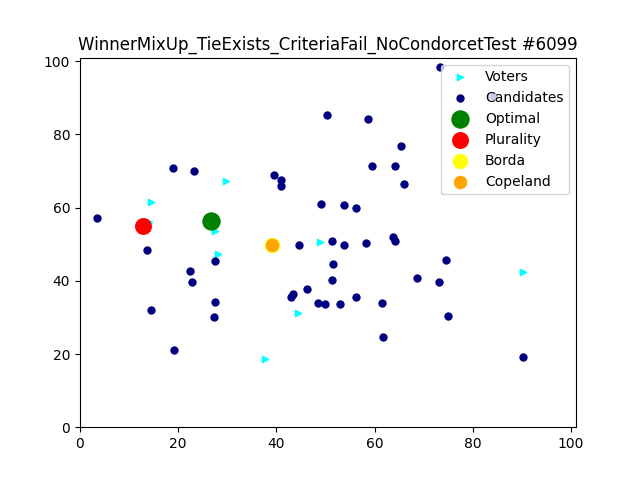 WinnerMixUp_TieExists_CriteriaFail_NoCondorcetTest #6099
100
80
60
40
20
0
0 20 40 60 80 100
Voters
Candidates
Optimal
Plurality
Borda
Copeland